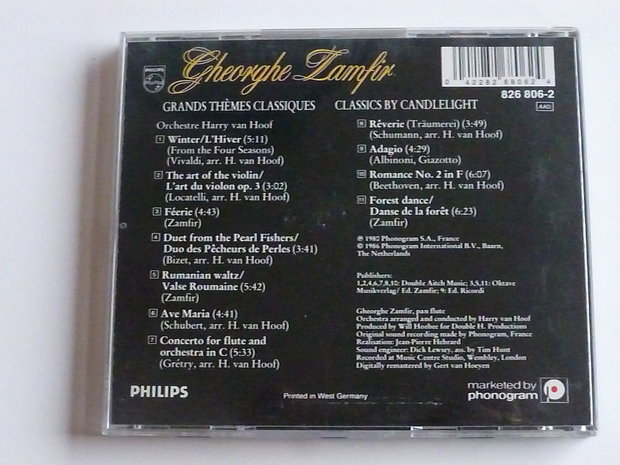 PHILIPS
Gheorghe Zamfir
0 42282 68062 4
826 806-2
AAD
GRANDS THÈMES CLASSIQUES
CLASSICS BY CANDLELIGHT
Orchestre Harry van Hoof
1 Winter/L'Hiver (5:11)
(From the Four Seasons)
(Vivaldi, arr. H. van Hoof)
2 The art of the violin/
L'art du violon op. 3 (3:02)
(Locatelli, arr. H. van Hoof)
3 Féerie (4:43)
(Zamfir)
4 Duet from the Pearl Fishers/
Duo des Pêcheurs de Perles (3:41)
(Bizet, arr. H. van Hoof)
5 Rumanian waltz/
Valse Roumaine (5:42)
(Zamfir)
6 Ave Maria (4:41)
(Schubert, arr. H. van Hoof)
7 Concerto for flute and
orchestra in C (5:33)
(Grétry, arr. H. van Hoof)
8 Rêverie (Träumerei) (3:49)
(Schumann, arr. H. van Hoof)
9 Adagio (4:29)
(Albinoni, Giazotto)
10 Romance No. 2 in F (6:07)
(Beethoven, arr. H. van Hoof)
11 Forest dance/
Danse de la forêt (6:23)
(Zamfir)
℗ 1980 Phonogram S.A., France
© 1986 Phonogram International B.V., Baarn,
The Netherlands
Publishers:
1,2,4,6,7,8,10: Double Aitch Music; 3,5,11: Oktave
Musikverlag/ Ed. Zamfir; 9: Ed. Ricordi
Gheorghe Zamfir, pan flute
Orchestra arranged and conducted by Harry van Hoof
Produced by Will Hoebee for Double H. Productions
Original sound recording made by Phonogram, France
Realisation: Jean-Pierre Hebrard
Sound engineer: Dick Lewsey, ass. by Tim Hunt
Recorded at Music Centre Studio, Wembley, London
Digitally remastered by Gert van Hoeyen
PHILIPS
Printed in West Germany
marketed by
phonogram